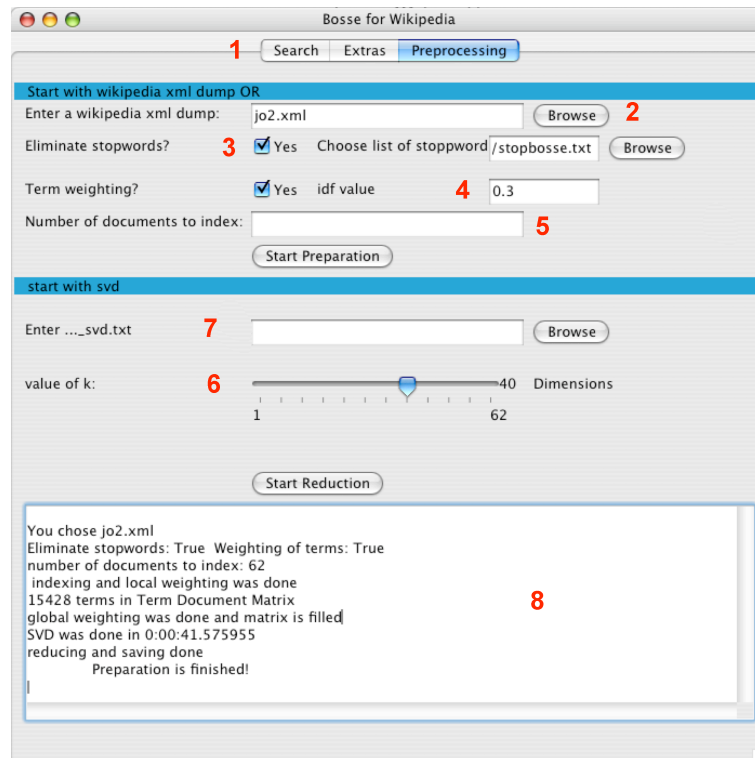 Bosse for Wikipedia
1 Search Extras Preprocessing
Start with wikipedia xml dump OR
Enter a wikipedia xml dump: jo2.xml Browse 2
Eliminate stopwords? 3 Yes Choose list of stoppword /stopbosse.txt Browse
Term weighting? Yes idf value 4 0.3
Number of documents to index: 5
Start Preparation
start with svd
Enter ..._svd.txt 7 Browse
value of k: 6 40 Dimensions
1 62
Start Reduction
You chose jo2.xml
Eliminate stopwords: True Weighting of terms: True
number of documents to index: 62
indexing and local weighting was done
15428 terms in Term Document Matrix 8
global weighting was done and matrix is filled
SVD was done in 0:00:41.575955
reducing and saving done
Preparation is finished!